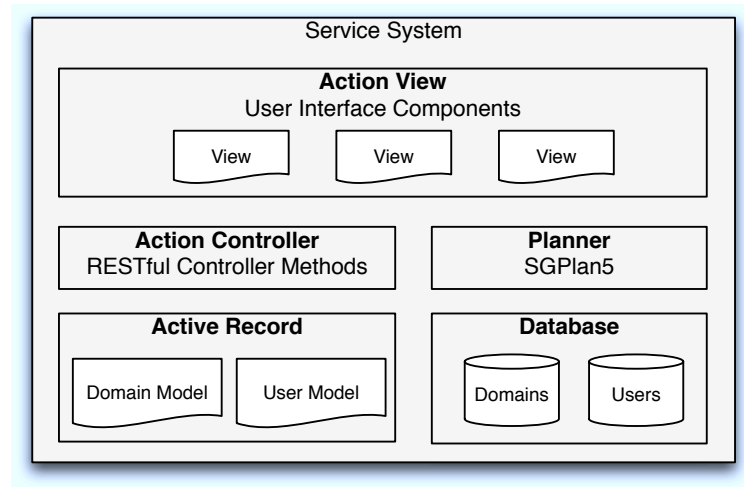 Service System
Action View
User Interface Components
View
View
View
Action Controller
RESTful Controller Methods
Planner
SGPlan5
Active Record
Domain Model
User Model
Database
Domains
Users